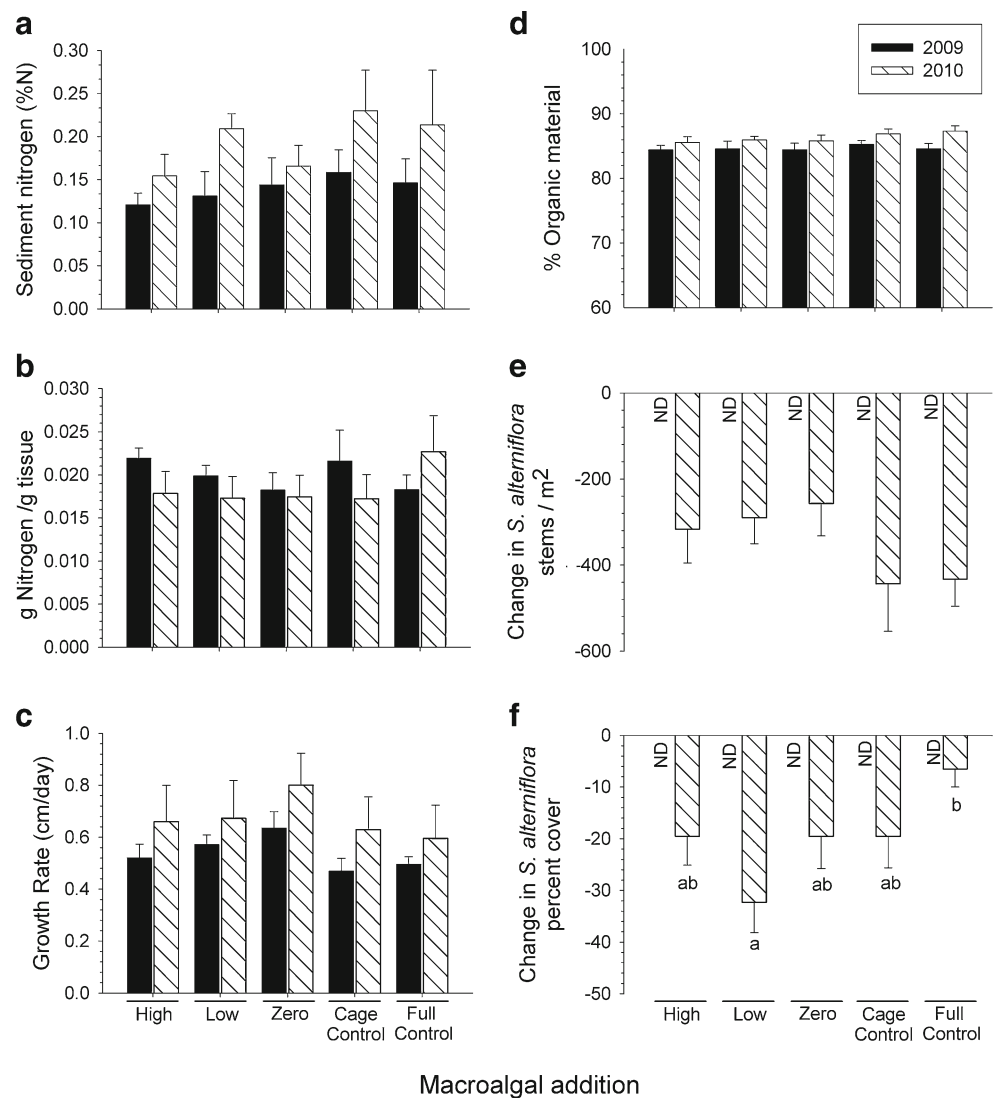 a
0.30
0.25
0.20
0.15
0.10
0.05
0.00
Sediment nitrogen (%N)
b
0.030
0.025
0.020
0.015
0.010
0.005
0.000
g Nitrogen /g tissue
c
1.0
0.8
0.6
0.4
0.2
0.0
Growth Rate (cm/day)
High
Low
Zero
Cage
Control
Full
Control
d
2009
2010
100
90
80
70
60
% Organic material
e
0
-200
-400
-600
Change in S. alterniflora
stems / m2
ND
ND
ND
ND
ND
f
0
-10
-20
-30
-40
-50
Change in S. alterniflora
percent cover
ND
ND
ND
ND
ND
ab
a
ab
ab
b
High
Low
Zero
Cage
Control
Full
Control
Macroalgal addition